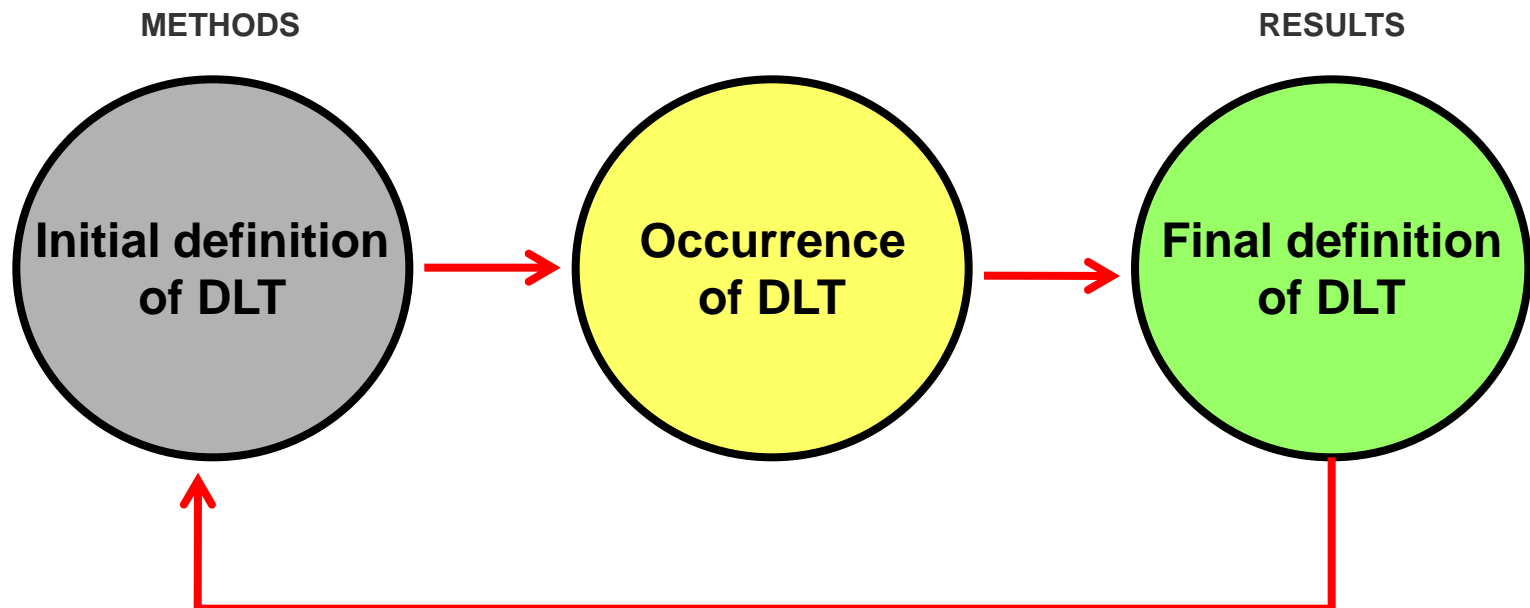 METHODS
RESULTS
Initial definition
of DLT
Occurrence
of DLT
Final definition
of DLT